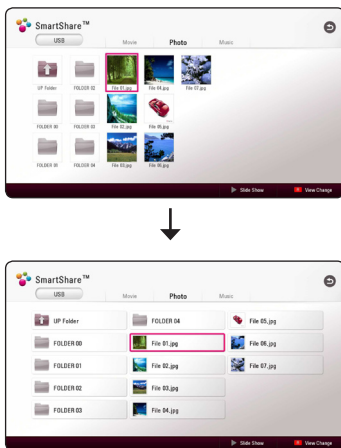 SmartShare™
USB
Movie Photo Music
UP Folder FOLDER 02 File 01.jpg File 04.jpg File 07.jpg
FOLDER 00 FOLDER 03 File 02.jpg File 05.jpg
FOLDER 01 FOLDER 04 File 03.jpg File 06.jpg
Slide Show View Change
SmartShare™
USB
Movie Photo Music
UP Folder FOLDER 04 File 05.jpg
FOLDER 00 File 01.jpg File 06.jpg
FOLDER 01 File 02.jpg File 07.jpg
FOLDER 02 File 03.jpg
FOLDER 03 File 04.jpg
Slide Show View Change